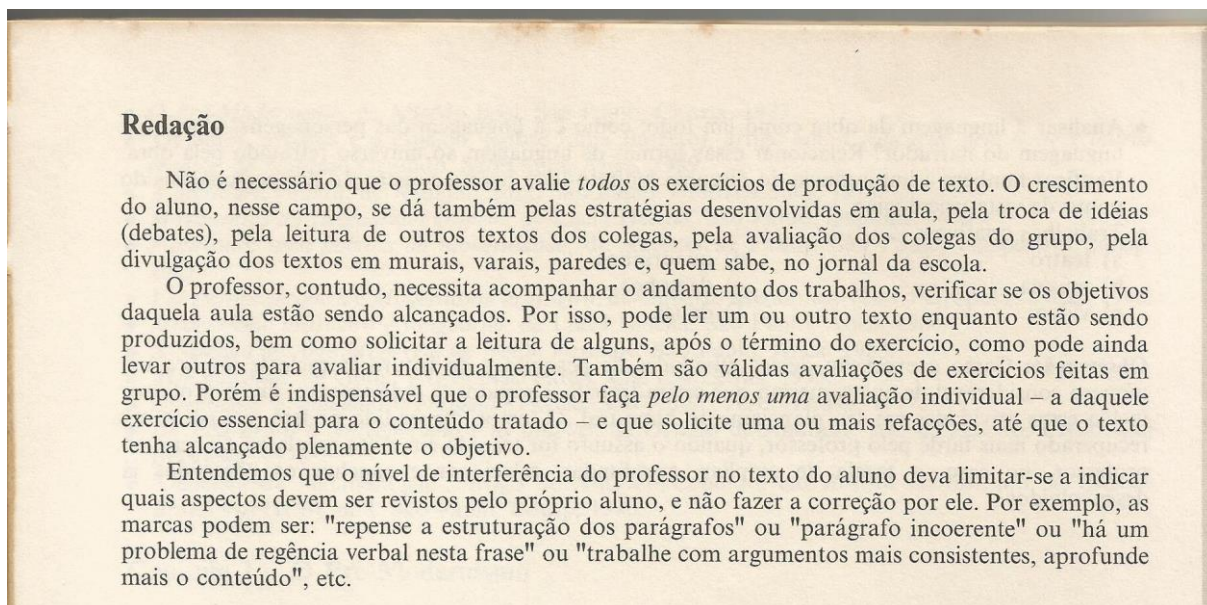 Redação
Não é necessário que o professor avalie todos os exercícios de produção de texto. O crescimento
do aluno, nesse campo, se dá também pelas estratégias desenvolvidas em aula, pela troca de idéias
(debates), pela leitura de outros textos dos colegas, pela avaliação dos colegas do grupo, pela
divulgação dos textos em murais, varais, paredes e, quem sabe, no jornal da escola.
O professor, contudo, necessita acompanhar o andamento dos trabalhos, verificar se os objetivos
daquela aula estão sendo alcançados. Por isso, pode ler um ou outro texto enquanto estão sendo
produzidos, bem como solicitar a leitura de alguns, após o término do exercício, como pode ainda
levar outros para avaliar individualmente. Também são válidas avaliações de exercícios feitas em
grupo. Porém é indispensável que o professor faça pelo menos uma avaliação individual – a daquele
exercício essencial para o conteúdo tratado – e que solicite uma ou mais refacções, até que o texto
tenha alcançado plenamente o objetivo.
Entendemos que o nível de interferência do professor no texto do aluno deva limitar-se a indicar
quais aspectos devem ser revistos pelo próprio aluno, e não fazer a correção por ele. Por exemplo, as
marcas podem ser: "repense a estruturação dos parágrafos" ou "parágrafo incoerente" ou "há um
problema de regência verbal nesta frase" ou "trabalhe com argumentos mais consistentes, aprofunde
mais o conteúdo", etc.